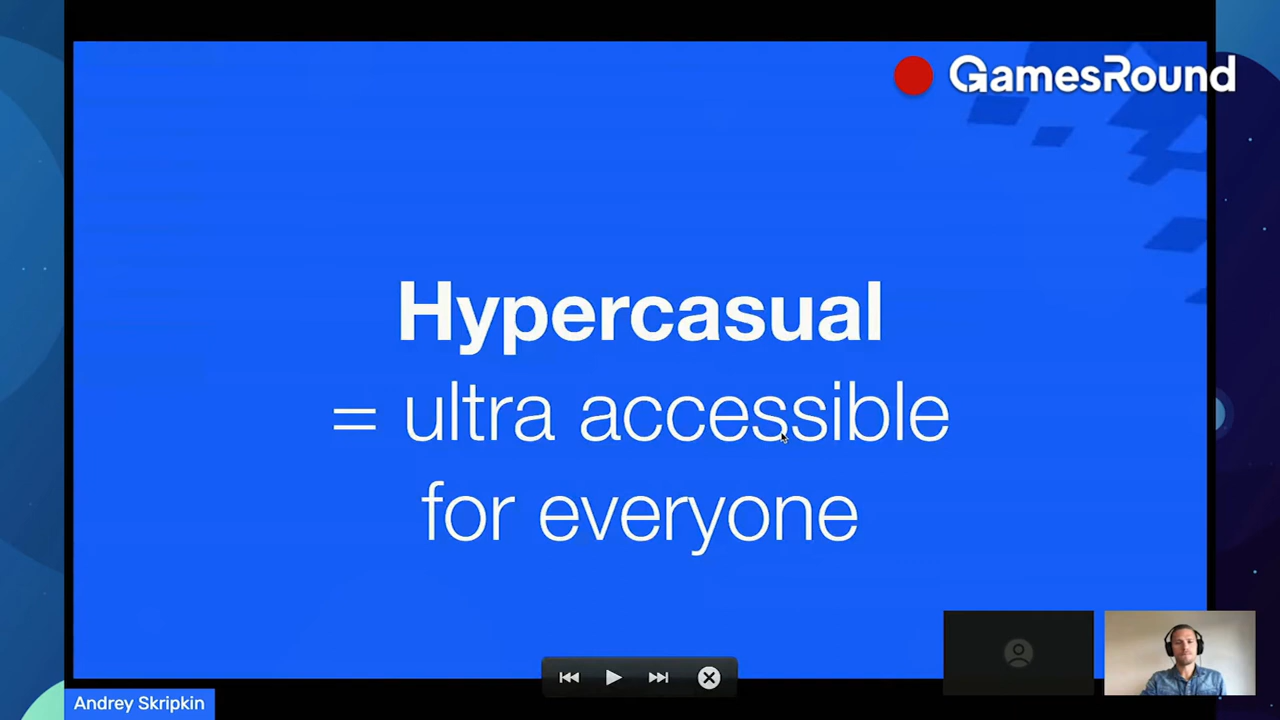 GamesRound
Hypercasual
= ultra accessible
for everyone
Andrey Skripkin